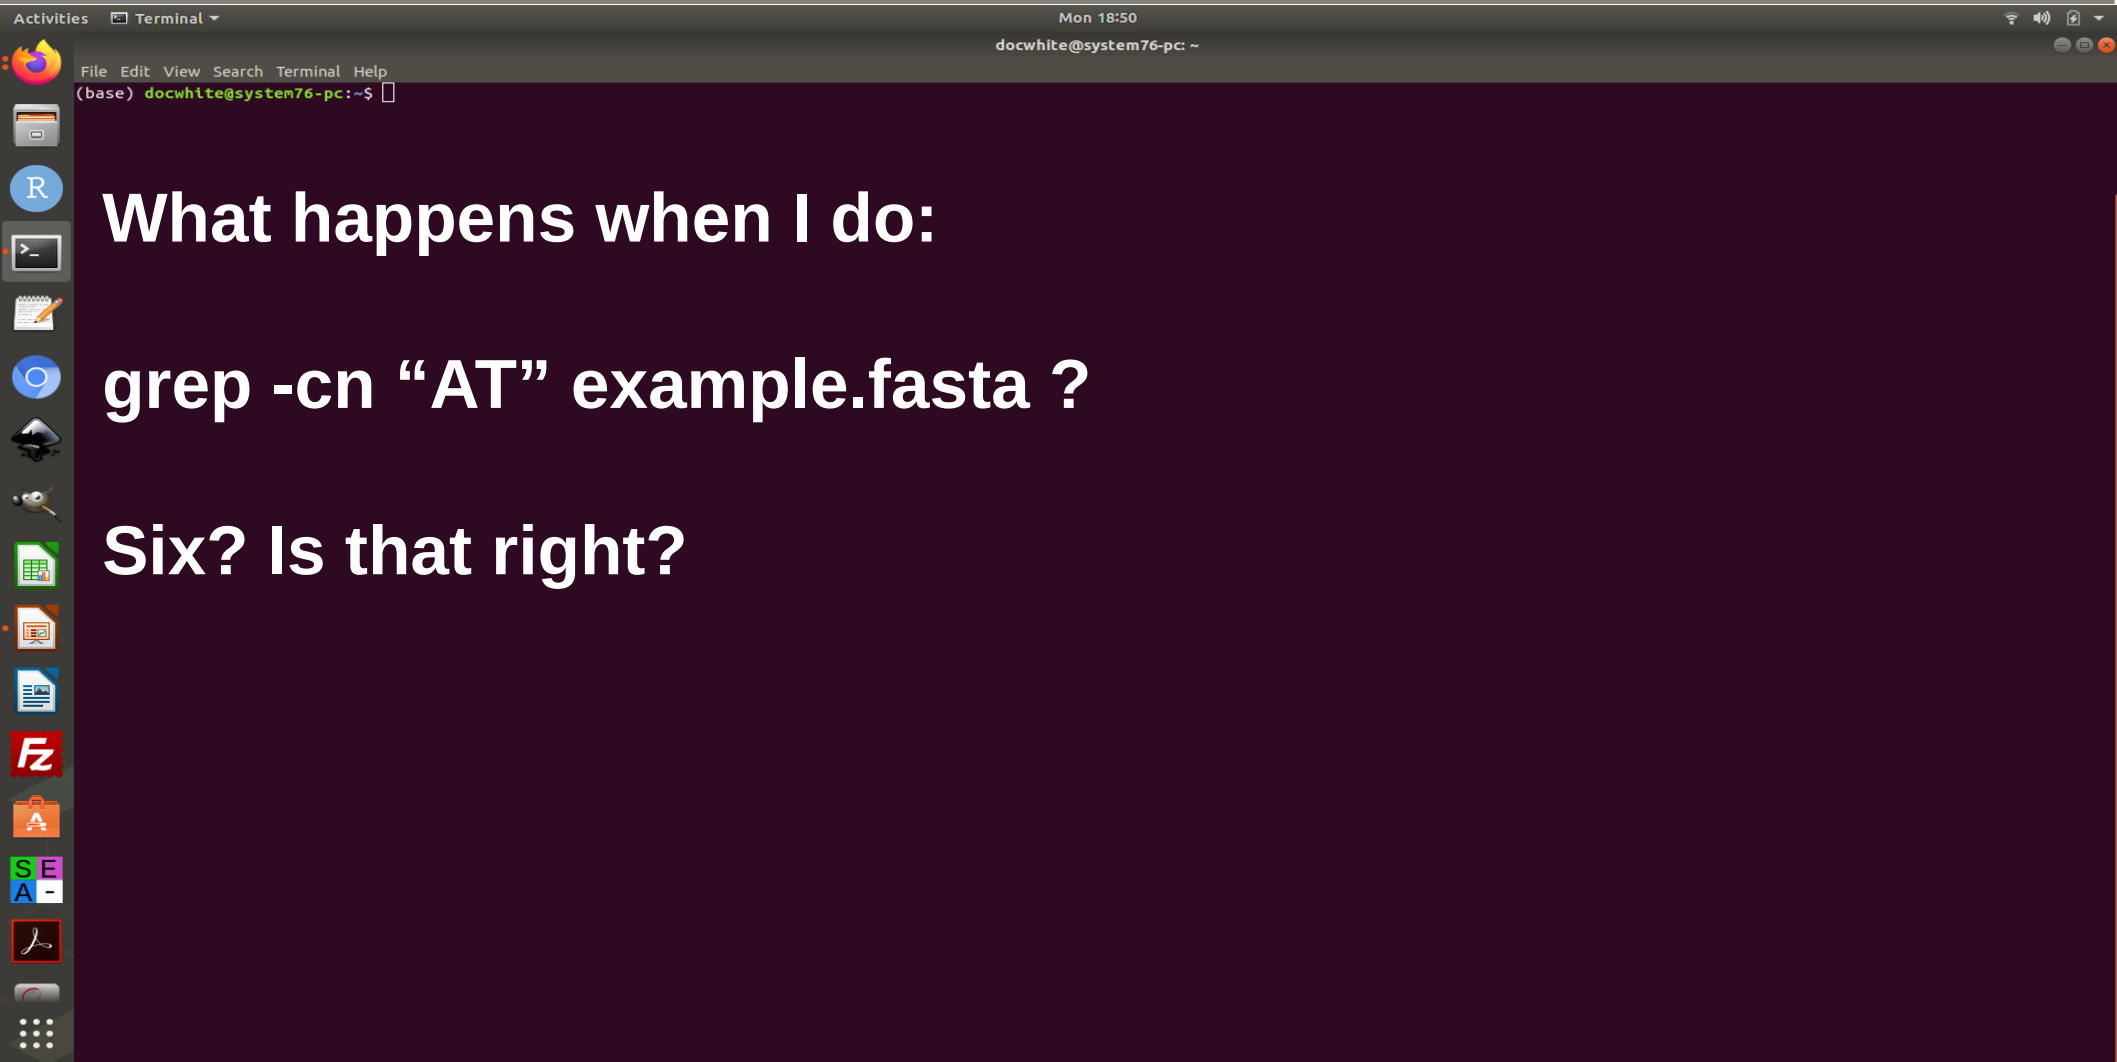 Activities Terminal Mon 18:50
docwhite@system76-pc: ~
File Edit View Search Terminal Help
(base) docwhite@system76-pc:~$
R
What happens when I do:
>_
grep -cn “AT” example.fasta ?
Six? Is that right?
Fz
A
S E
A -